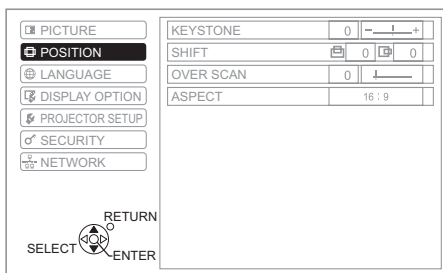 PICTURE
POSITION
LANGUAGE
DISPLAY OPTION
PROJECTOR SETUP
SECURITY
NETWORK
KEYSTONE 0 - +
SHIFT 0 0
OVER SCAN 0
ASPECT 16:9
RETURN
SELECT
ENTER